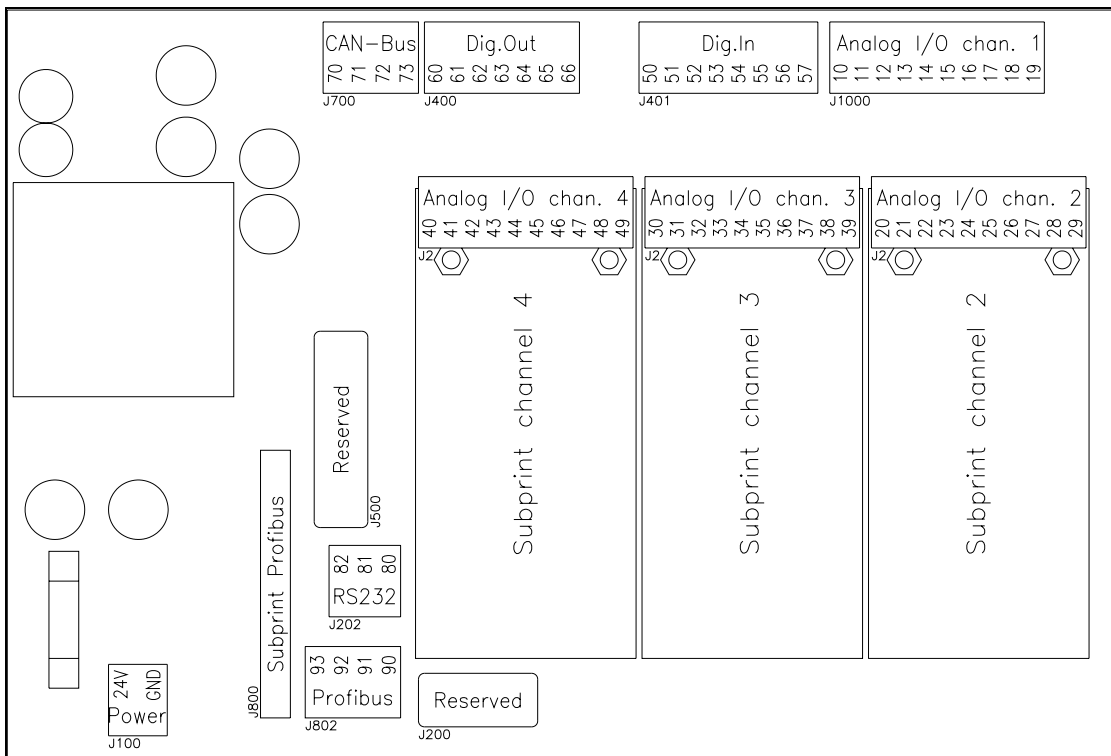 CAN-Bus
70 71 72 73
J700
Dig.Out
60 61 62 63 64 65 66
J400
Dig.In
50 51 52 53 54 55 56 57
J401
Analog I/O chan. 1
10 11 12 13 14 15 16 17 18 19
J1000
Analog I/O chan. 4
40 41 42 43 44 45 46 47 48 49
J2
Subprint channel 4
Analog I/O chan. 3
30 31 32 33 34 35 36 37 38 39
J2
Subprint channel 3
Analog I/O chan. 2
20 21 22 23 24 25 26 27 28 29
J2
Subprint channel 2
Reserved
J500
Subprint Profibus
J800
82 81 80
RS232
J202
93 92 91 90
Profibus
J802
Reserved
J200
24V GND
Power
J100